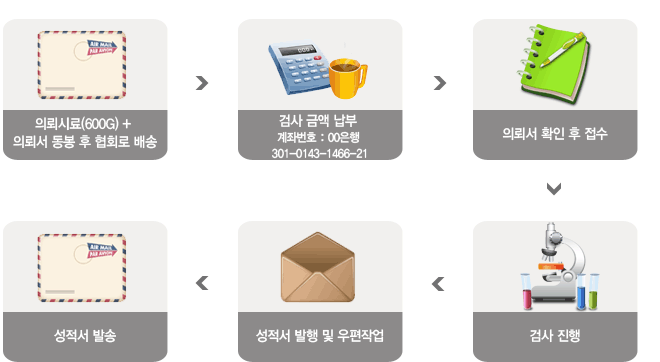 AIR MAIL
PAR AVION
의뢰시료(600G) +
의뢰서 동봉 후 협회로 배송
검사 금액 납부
계좌번호 : 00은행
301-0143-1466-21
의뢰서 확인 후 접수
AIR MAIL
PAR AVION
성적서 발송
성적서 발행 및 우편작업
검사 진행